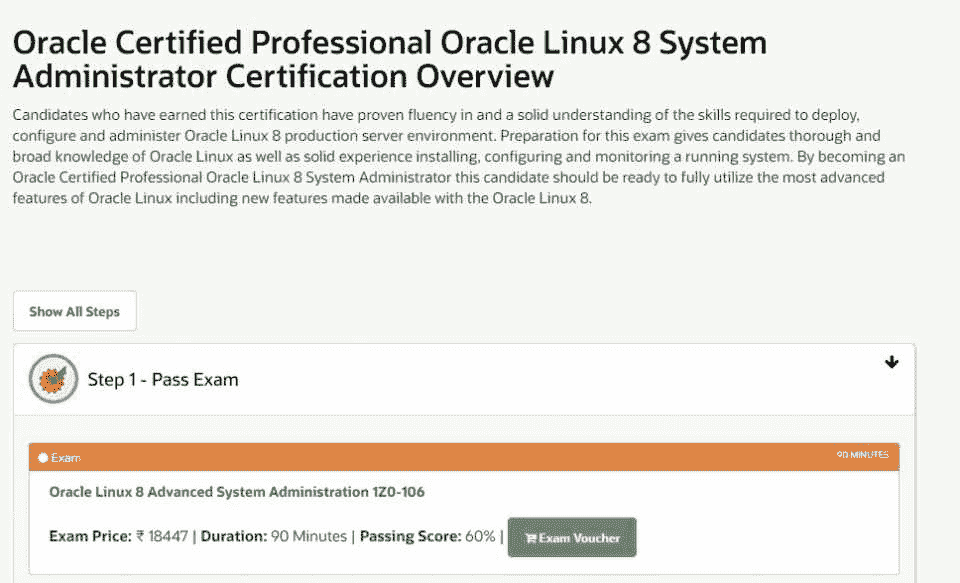 Oracle Certified Professional Oracle Linux 8 System
Administrator Certification Overview
Candidates who have earned this certification have proven fluency in and a solid understanding of the skills required to deploy,
configure and administer Oracle Linux 8 production server environment. Preparation for this exam gives candidates thorough and
broad knowledge of Oracle Linux as well as solid experience installing, configuring and monitoring a running system. By becoming an
Oracle Certified Professional Oracle Linux 8 System Administrator this candidate should be ready to fully utilize the most advanced
features of Oracle Linux including new features made available with the Oracle Linux 8.
Show All Steps
Step 1 - Pass Exam
Exam 90 MINUTES
Oracle Linux 8 Advanced System Administration 1Z0-106
Exam Price: ₹ 18447 | Duration: 90 Minutes | Passing Score: 60% | Exam Voucher